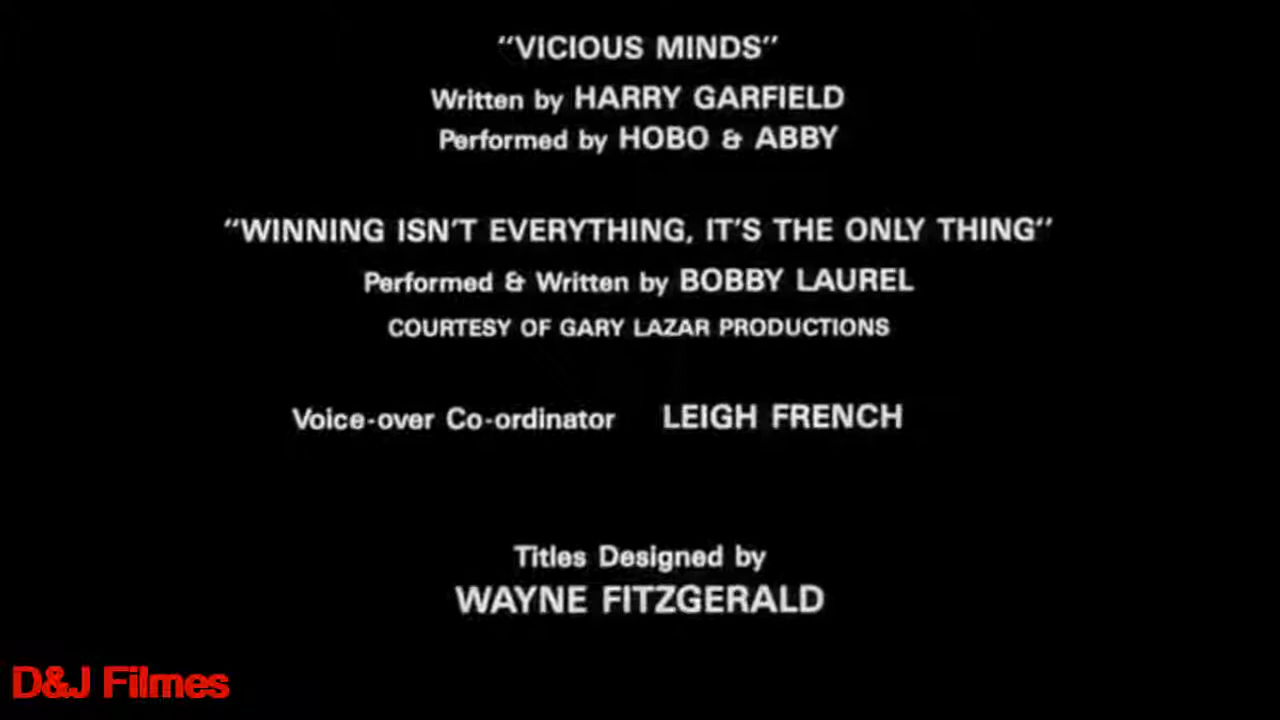 "VICIOUS MINDS"
Written by HARRY GARFIELD
Performed by HOBO & ABBY
"WINNING ISN'T EVERYTHING, IT'S THE ONLY THING"
Performed & Written by BOBBY LAUREL
COURTESY OF GARY LAZAR PRODUCTIONS
Voice-over Co-ordinator LEIGH FRENCH
Titles Designed by
WAYNE FITZGERALD
D&J Filmes